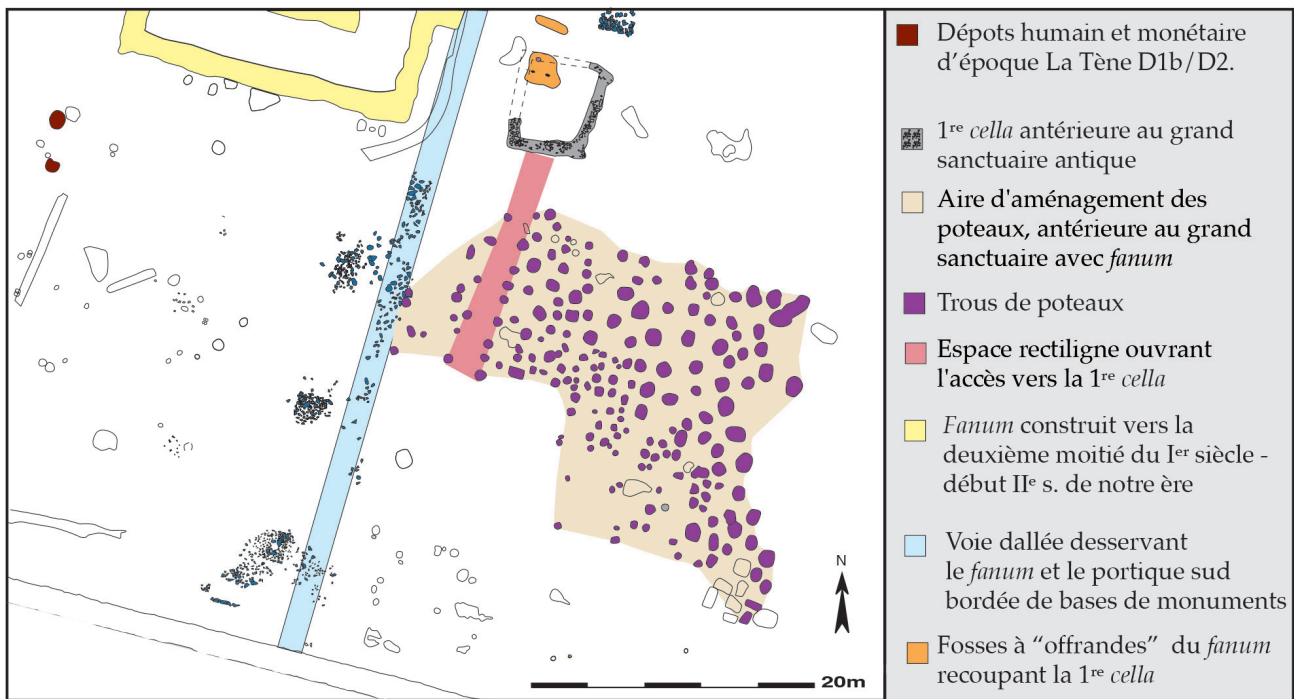 Dépots humain et monétaire
d'époque La Tène D1b/D2.
1re cella antérieure au grand
sanctuaire antique
Aire d'aménagement des
poteaux, antérieure au grand
sanctuaire avec fanum
Trous de poteaux
Espace rectiligne ouvrant
l'accès vers la 1re cella
Fanum construit vers la
deuxième moitié du Ier siècle -
début IIe s. de notre ère
Voie dallée desservant
le fanum et le portique sud
bordée de bases de monuments
Fosses à “offrandes” du fanum
recoupant la 1re cella
N
20m